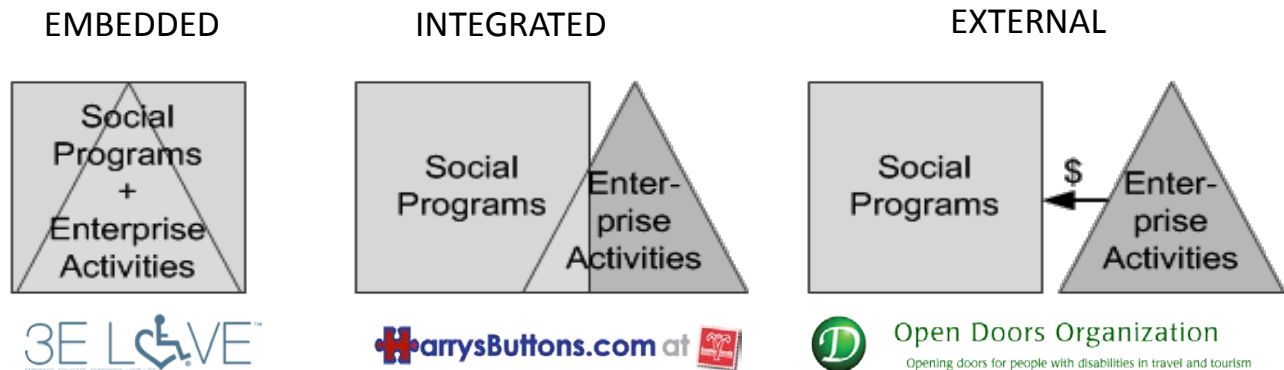 EMBEDDED
INTEGRATED
EXTERNAL
Social
Programs
+
Enterprise
Activities
Social
Programs
Enter-
prise
Activities
Social
Programs
$
Enter-
prise
Activities
3E LOVE™
HarrysButtons.com at
D
Open Doors Organization
Opening doors for people with disabilities in travel and tourism